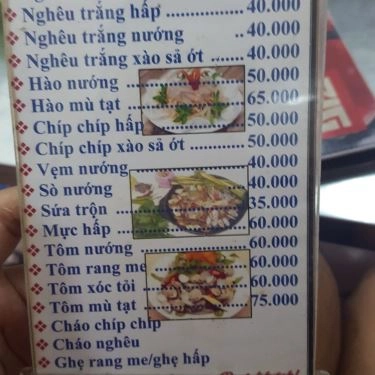 Nghêu trắng hấp ............... 40.000
Nghêu trắng nướng ..40.000
Nghêu trắng xào sả ớt .. 40.000
Hào nướng 50.000
Hào mù tạt 65.000
Chíp chíp hấp 50.000
Chíp chíp xào sả ớt 50.000
Vẹm nướng 40.000
Sò nướng 40.000
Sứa trộn 35.000
Mực hấp 60.000
Tôm nướng 60.000
Tôm rang me 60.000
Tôm xóc tỏi 60.000
Tôm mù tạt 75.000
Cháo chíp chíp
Cháo nghêu
Ghẹ rang me/ghẹ hấp